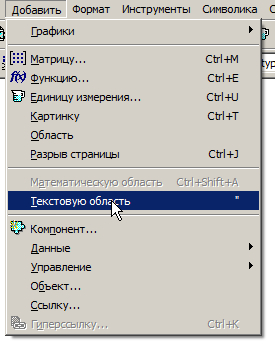 Добавить Формат Инструменты Символика
Графики
Матрицу... Ctrl+M
Функцию... Ctrl+E
Единицу измерения... Ctrl+U
Картинку Ctrl+T
Область
Разрыв страницы Ctrl+J
Математическую область Ctrl+Shift+A
Текстовую область "
Компонент...
Данные
Управление
Объект...
Ссылку...
Гиперссылку... Ctrl+K